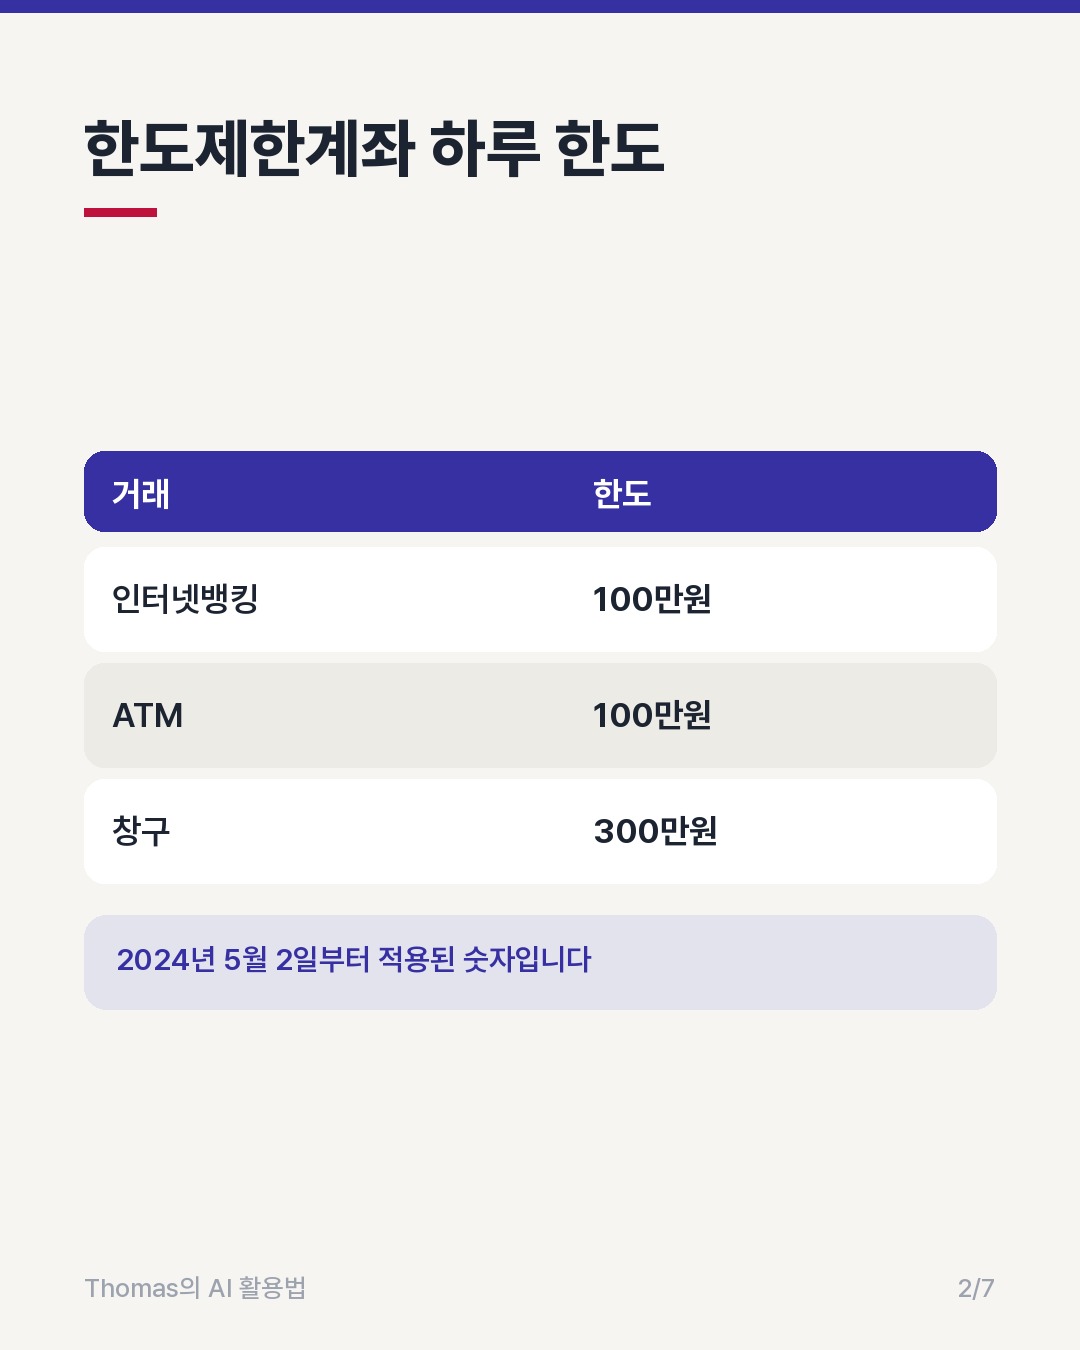 한도제한계좌 하루 한도
거래 한도
인터넷뱅킹 100만원
ATM 100만원
창구 300만원
2024년 5월 2일부터 적용된 숫자입니다
Thomas의 AI 활용법 2/7